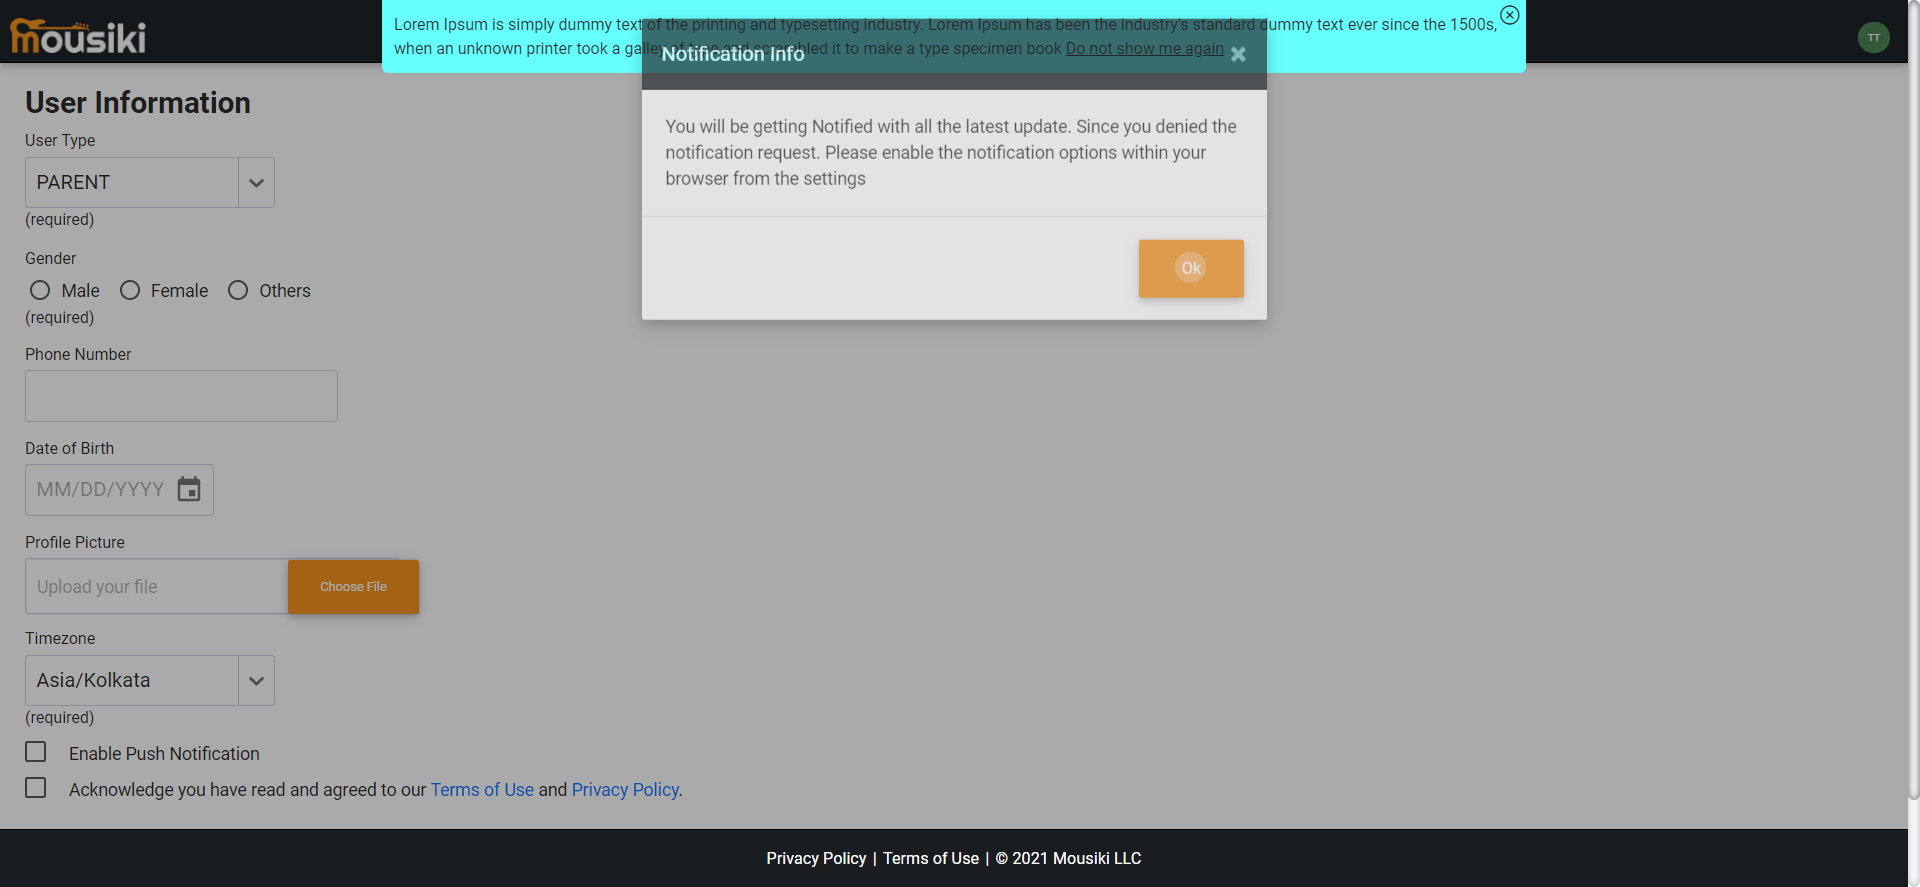 mousiki
Lorem Ipsum is simply dummy text of the printing and typesetting industry. Lorem Ipsum has been the industry's standard dummy text ever since the 1500s,
when an unknown printer took a galley of type and scrambled it to make a type specimen book Do not show me again
TT
Notification Info
You will be getting Notified with all the latest update. Since you denied the
notification request. Please enable the notification options within your
browser from the settings
Ok
User Information
User Type
PARENT
(required)
Gender
Male Female Others
(required)
Phone Number
Date of Birth
MM/DD/YYYY
Profile Picture
Upload your file Choose File
Timezone
Asia/Kolkata
(required)
Enable Push Notification
Acknowledge you have read and agreed to our Terms of Use and Privacy Policy.
Privacy Policy | Terms of Use | © 2021 Mousiki LLC